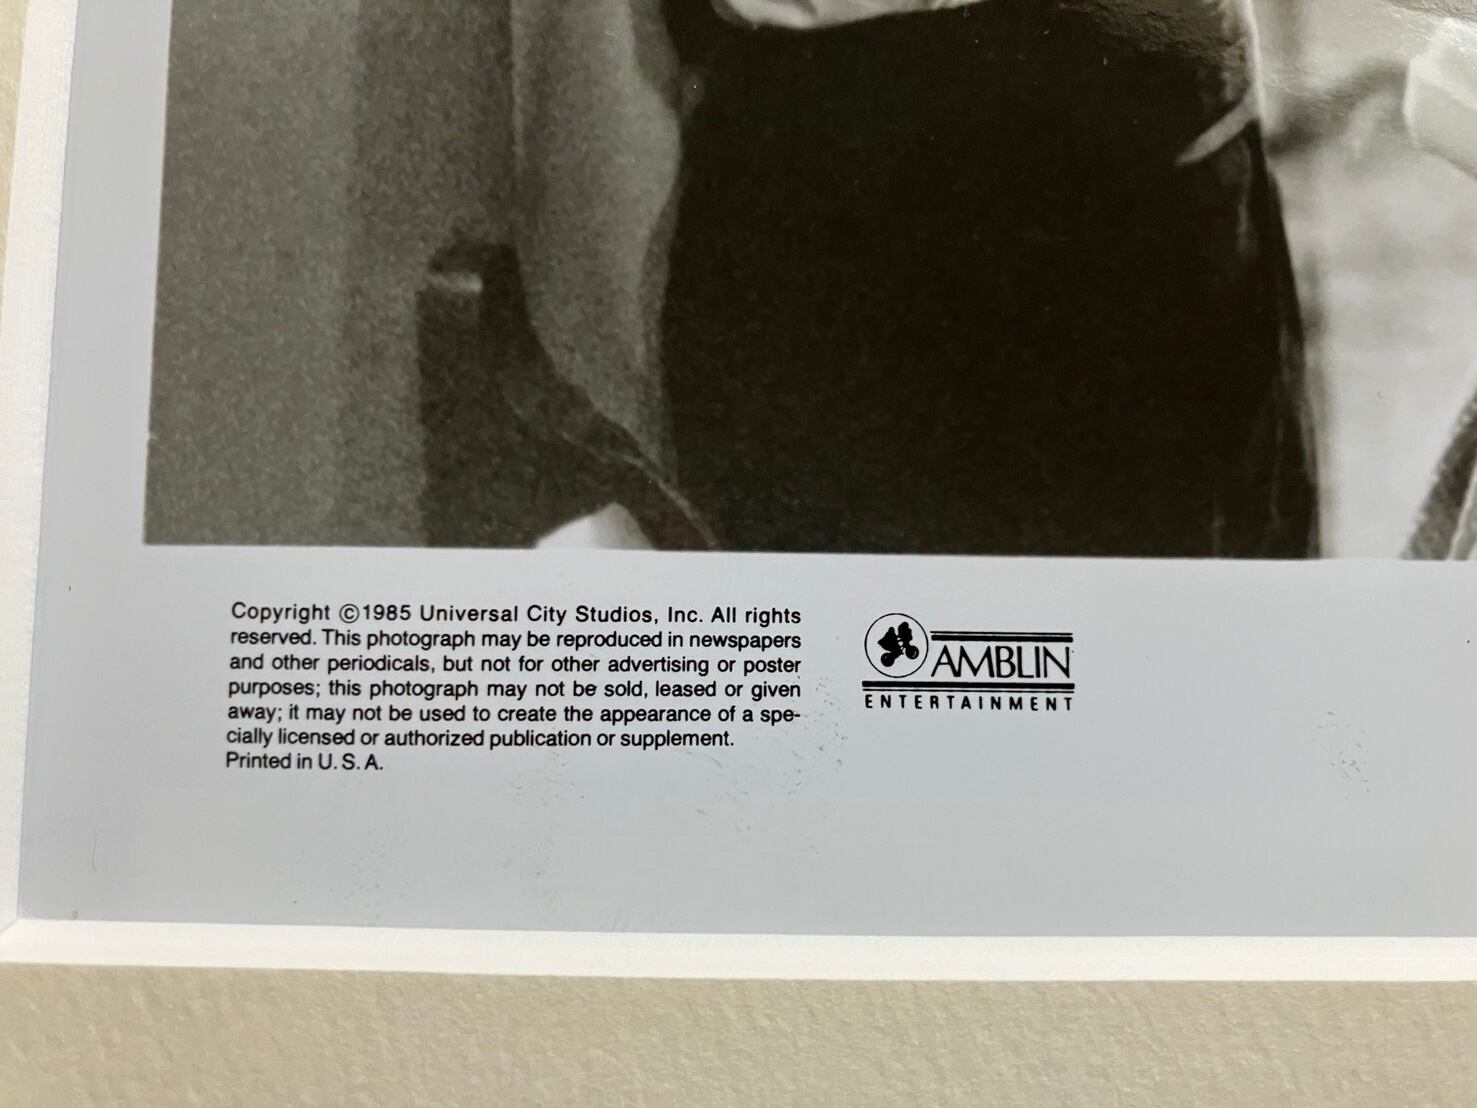 Copyright ©1985 Universal City Studios, Inc. All rights
reserved. This photograph may be reproduced in newspapers
and other periodicals, but not for other advertising or poster
purposes; this photograph may not be sold, leased or given
away; it may not be used to create the appearance of a spe-
cially licensed or authorized publication or supplement.
Printed in U. S. A.
AMBLIN
ENTERTAINMENT